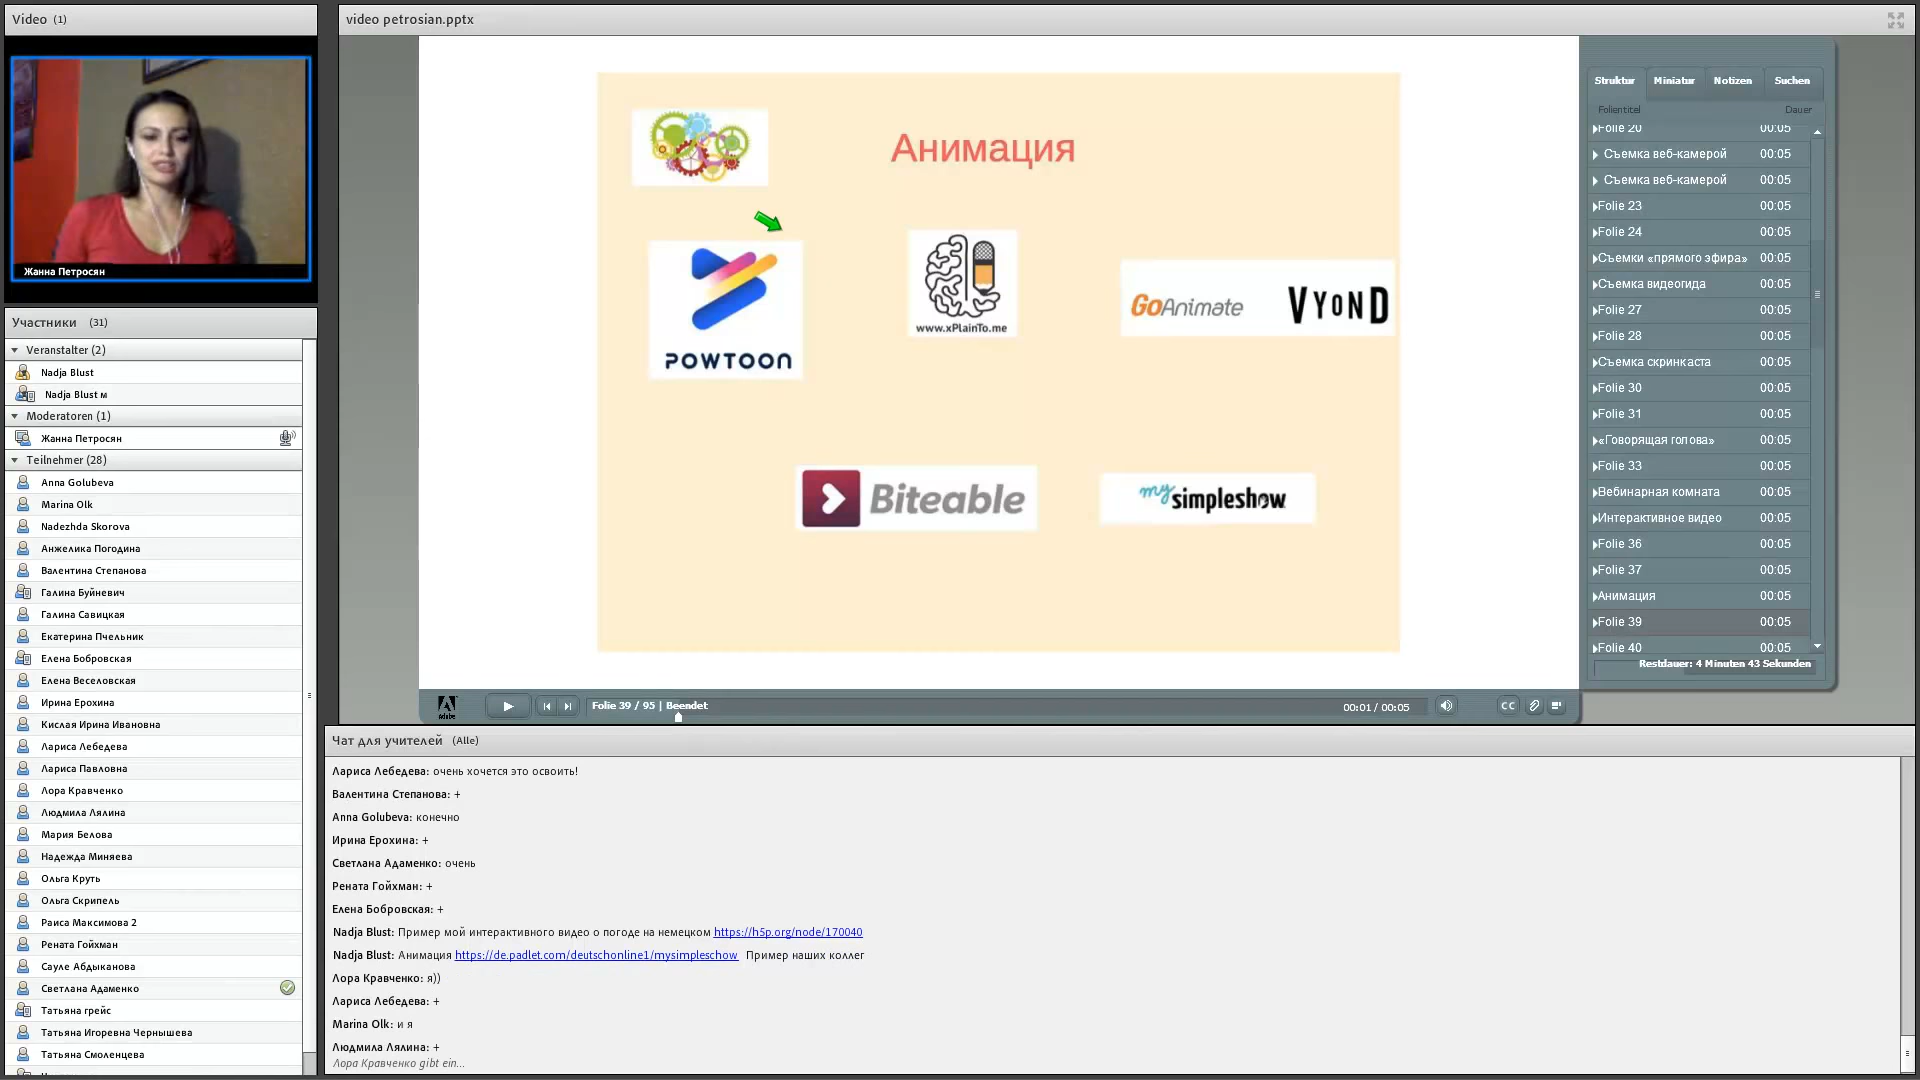 Video (1)
Жанна Петросян
Участники (31)
Veranstalter (2)
Nadja Blust
Nadja Blust м
Moderatoren (1)
Жанна Петросян
Teilnehmer (28)
Anna Golubeva
Marina Olk
Nadezhda Skorova
Анжелика Погодина
Валентина Степанова
Галина Буйневич
Галина Савицкая
Екатерина Пчельник
Елена Бобровская
Елена Веселовская
Ирина Ерохина
Кислая Ирина Ивановна
Лариса Лебедева
Лариса Павловна
Лора Кравченко
Людмила Лялина
Мария Белова
Надежда Миняева
Ольга Круть
Ольга Скрипель
Раиса Максимова 2
Рената Гойхман
Сауле Абдыканова
Светлана Адаменко
Татьяна грейс
Татьяна Игоревна Чернышева
Татьяна Смоленцева
video petrosian.pptx
Анимация
POWTOON
www.xPlainTo.me
GoAnimate
VYOND
Biteable
my simpleshow
Struktur Miniatur Notizen Suchen
Folientitel Dauer
Folie 20 00:05
Съемка веб-камерой 00:05
Съемка веб-камерой 00:05
Folie 23 00:05
Folie 24 00:05
Съемки «прямого эфира» 00:05
Съемка видеогида 00:05
Folie 27 00:05
Folie 28 00:05
Съемка скринкаста 00:05
Folie 30 00:05
Folie 31 00:05
«Говорящая голова» 00:05
Folie 33 00:05
Вебинарная комната 00:05
Интерактивное видео 00:05
Folie 36 00:05
Folie 37 00:05
Анимация 00:05
Folie 39 00:05
Folie 40 00:05
Restdauer: 4 Minuten 43 Sekunden
Adobe
Folie 39 / 95 | Beendet
00:01 / 00:05
CC
Чат для учителей (Alle)
Лариса Лебедева: очень хочется это освоить!
Валентина Степанова: +
Anna Golubeva: конечно
Ирина Ерохина: +
Светлана Адаменко: очень
Рената Гойхман: +
Елена Бобровская: +
Nadja Blust: Пример мой интерактивного видео о погоде на немецком https://h5p.org/node/170040
Nadja Blust: Анимация https://de.padlet.com/deutschonline1/mysimpleschow Пример наших коллег
Лора Кравченко: я))
Лариса Лебедева: +
Marina Olk: и я
Людмила Лялина: +
Лора Кравченко gibt ein...